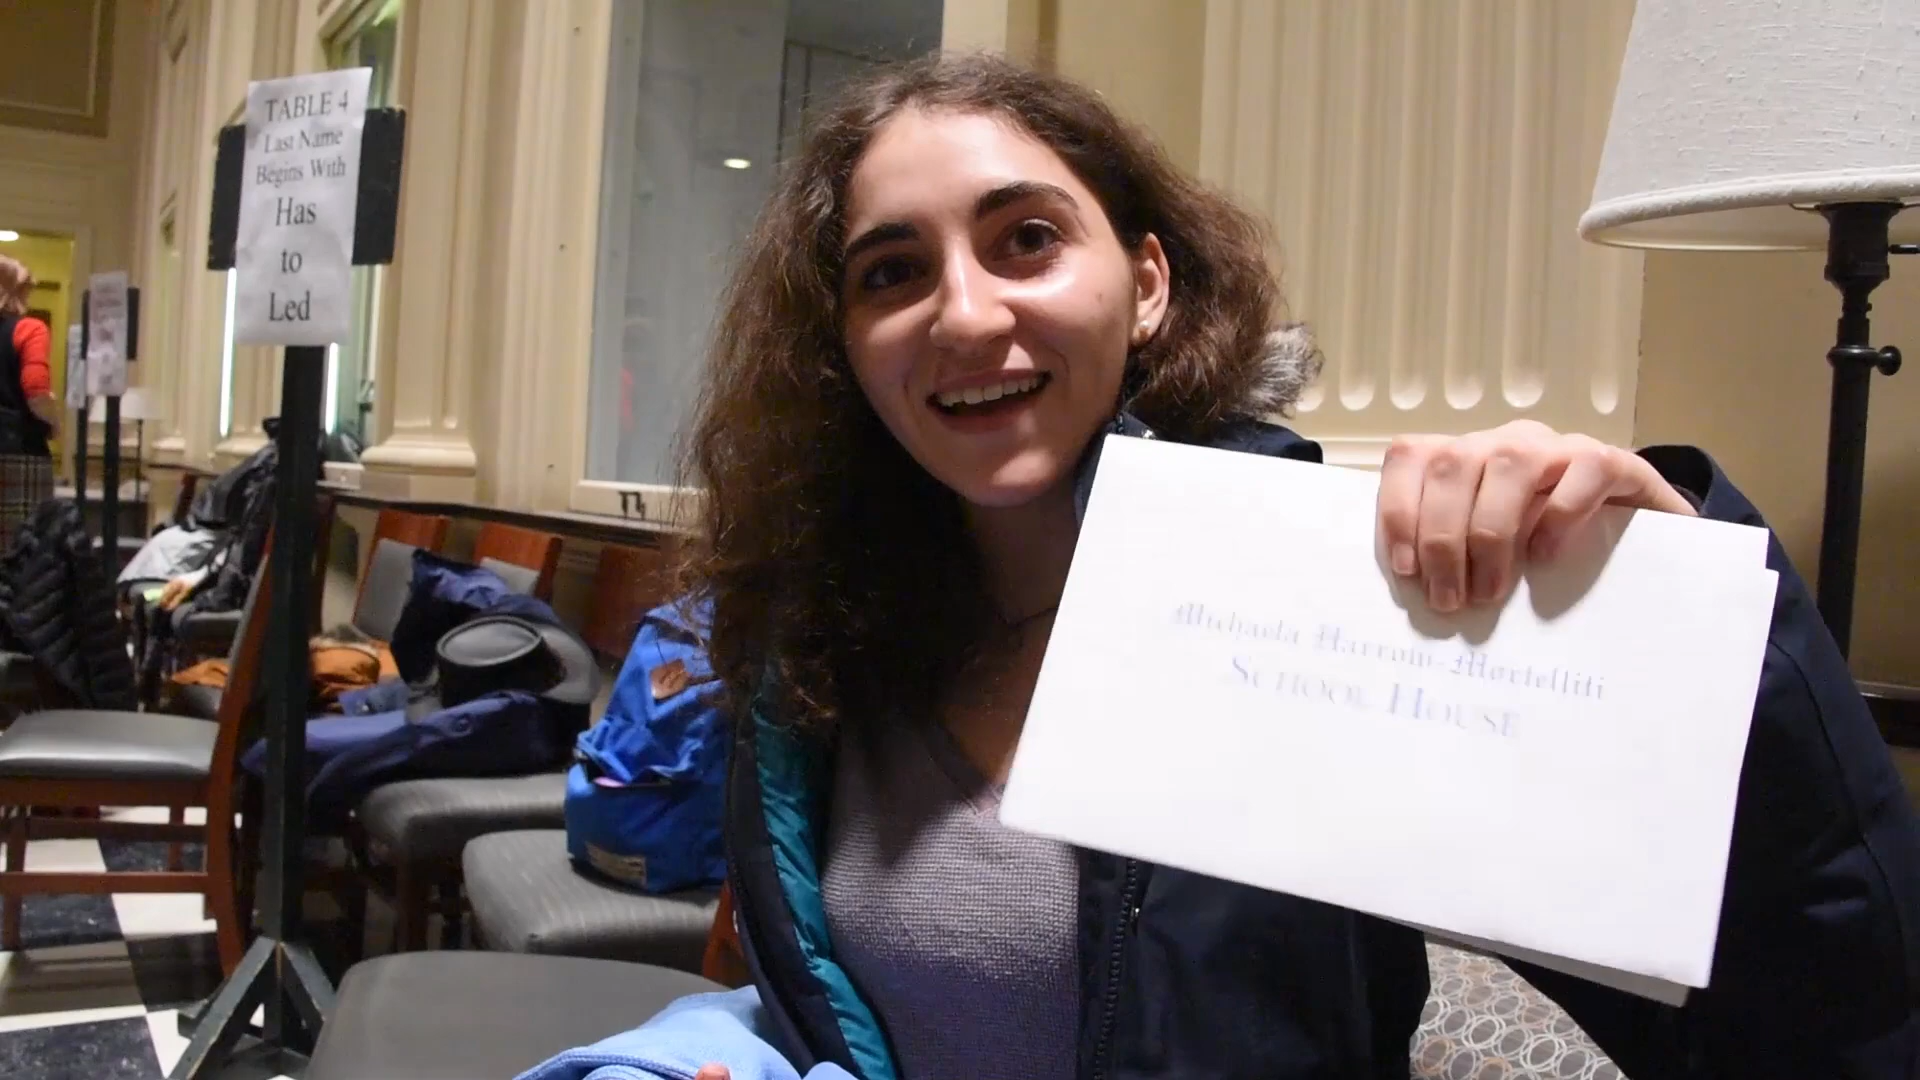 TABLE 4
Last Name
Begins With
Has
to
Led
Michaela Harrow-Mortelliti
SCHOOL HOUSE